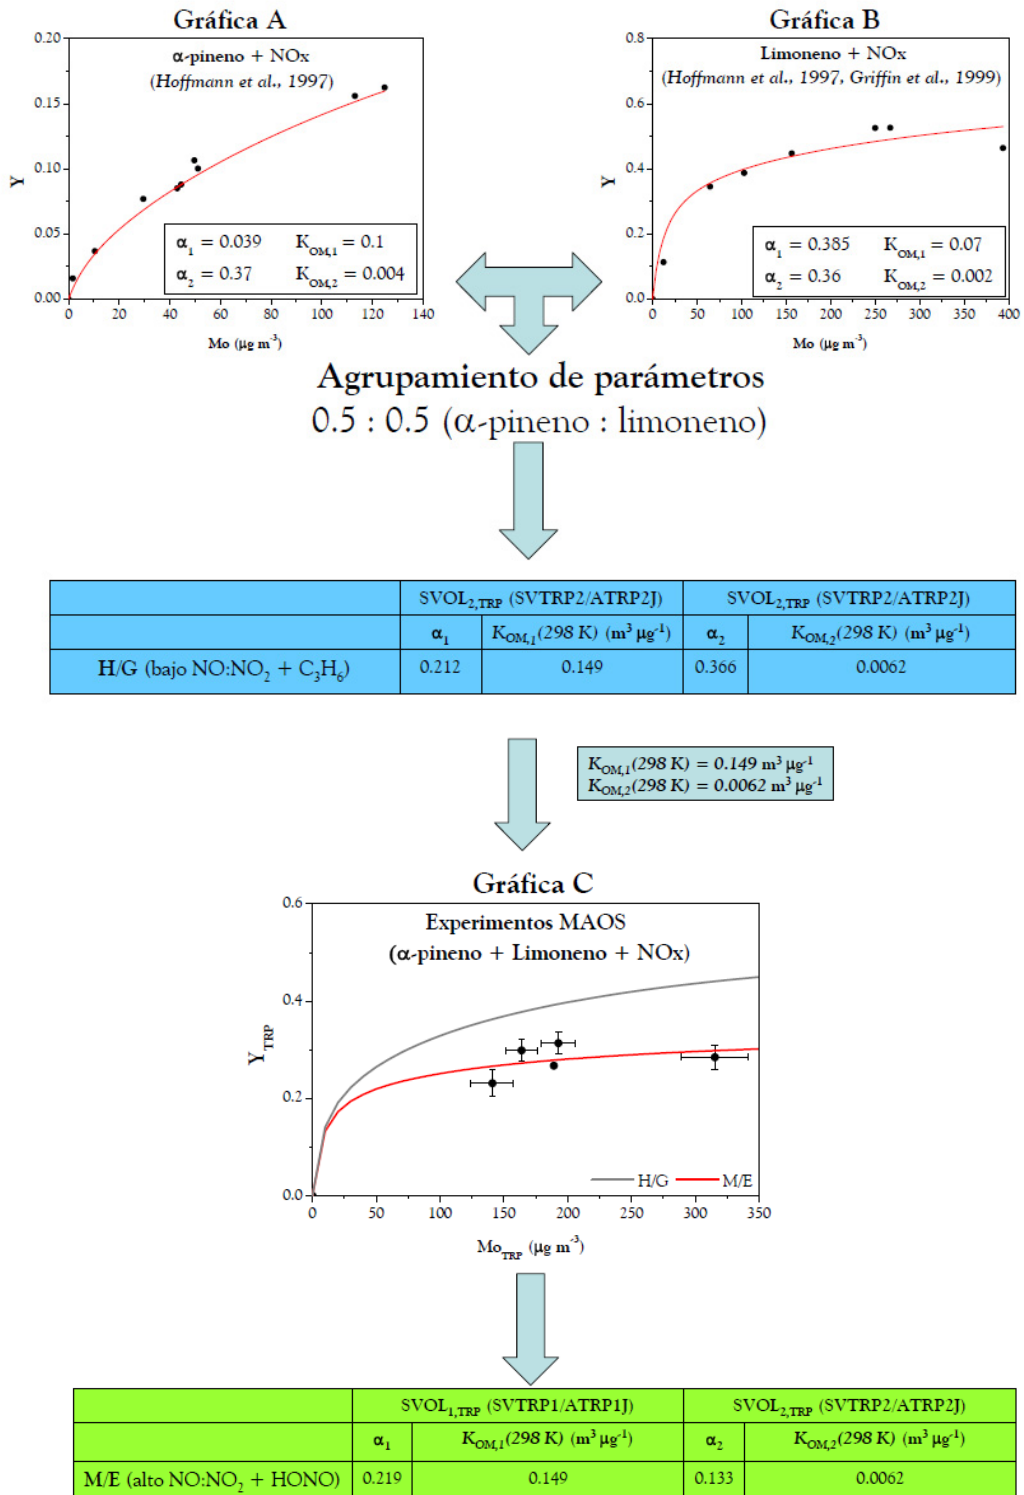 Gráfica A
0.20
0.15
0.10
0.05
0.00
Y
α-pineno + NOx
(Hoffmann et al., 1997)
α1 = 0.039 KOM,1 = 0.1
α2 = 0.37 KOM,2 = 0.004
0 20 40 60 80 100 120 140
Mo (µg m-3)
Gráfica B
0.8
0.6
0.4
0.2
0.0
Y
Limoneno + NOx
(Hoffmann et al., 1997, Griffin et al., 1999)
α1 = 0.385 KOM,1 = 0.07
α2 = 0.36 KOM,2 = 0.002
0 50 100 150 200 250 300 350 400
Mo (µg m-3)
Agrupamiento de parámetros
0.5 : 0.5 (α-pineno : limoneno)
SVOL2,TRP (SVTRP2/ATRP2J) SVOL2,TRP (SVTRP2/ATRP2J)
α1 KOM,1(298 K) (m3 µg-1) α2 KOM,2(298 K) (m3 µg-1)
H/G (bajo NO:NO2 + C3H6) 0.212 0.149 0.366 0.0062
KOM,1(298 K) = 0.149 m3 µg-1
KOM,2(298 K) = 0.0062 m3 µg-1
Gráfica C
0.6
0.4
0.2
0.0
YTRP
Experimentos MAOS
(α-pineno + Limoneno + NOx)
H/G M/E
0 50 100 150 200 250 300 350
MoTRP (µg m-3)
SVOL1,TRP (SVTRP1/ATRP1J) SVOL2,TRP (SVTRP2/ATRP2J)
α1 KOM,1(298 K) (m3 µg-1) α2 KOM,2(298 K) (m3 µg-1)
M/E (alto NO:NO2 + HONO) 0.219 0.149 0.133 0.0062